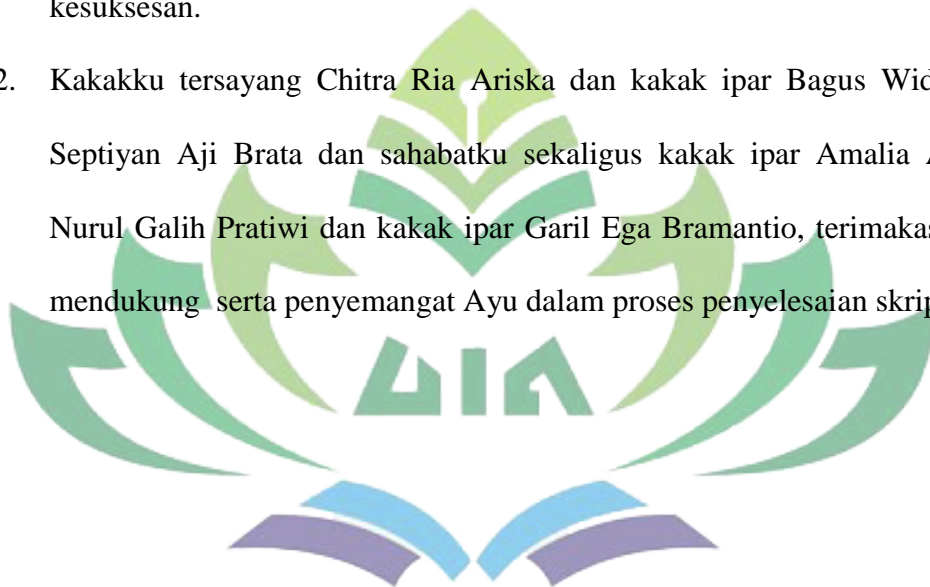 kesuksesan.
2. Kakakku tersayang Chitra Ria Ariska dan kakak ipar Bagus Wid
Septiyan Aji Brata dan sahabatku sekaligus kakak ipar Amalia
Nurul Galih Pratiwi dan kakak ipar Garil Ega Bramantio, terimakas
mendukung serta penyemangat Ayu dalam proses penyelesaian skrip
UIN